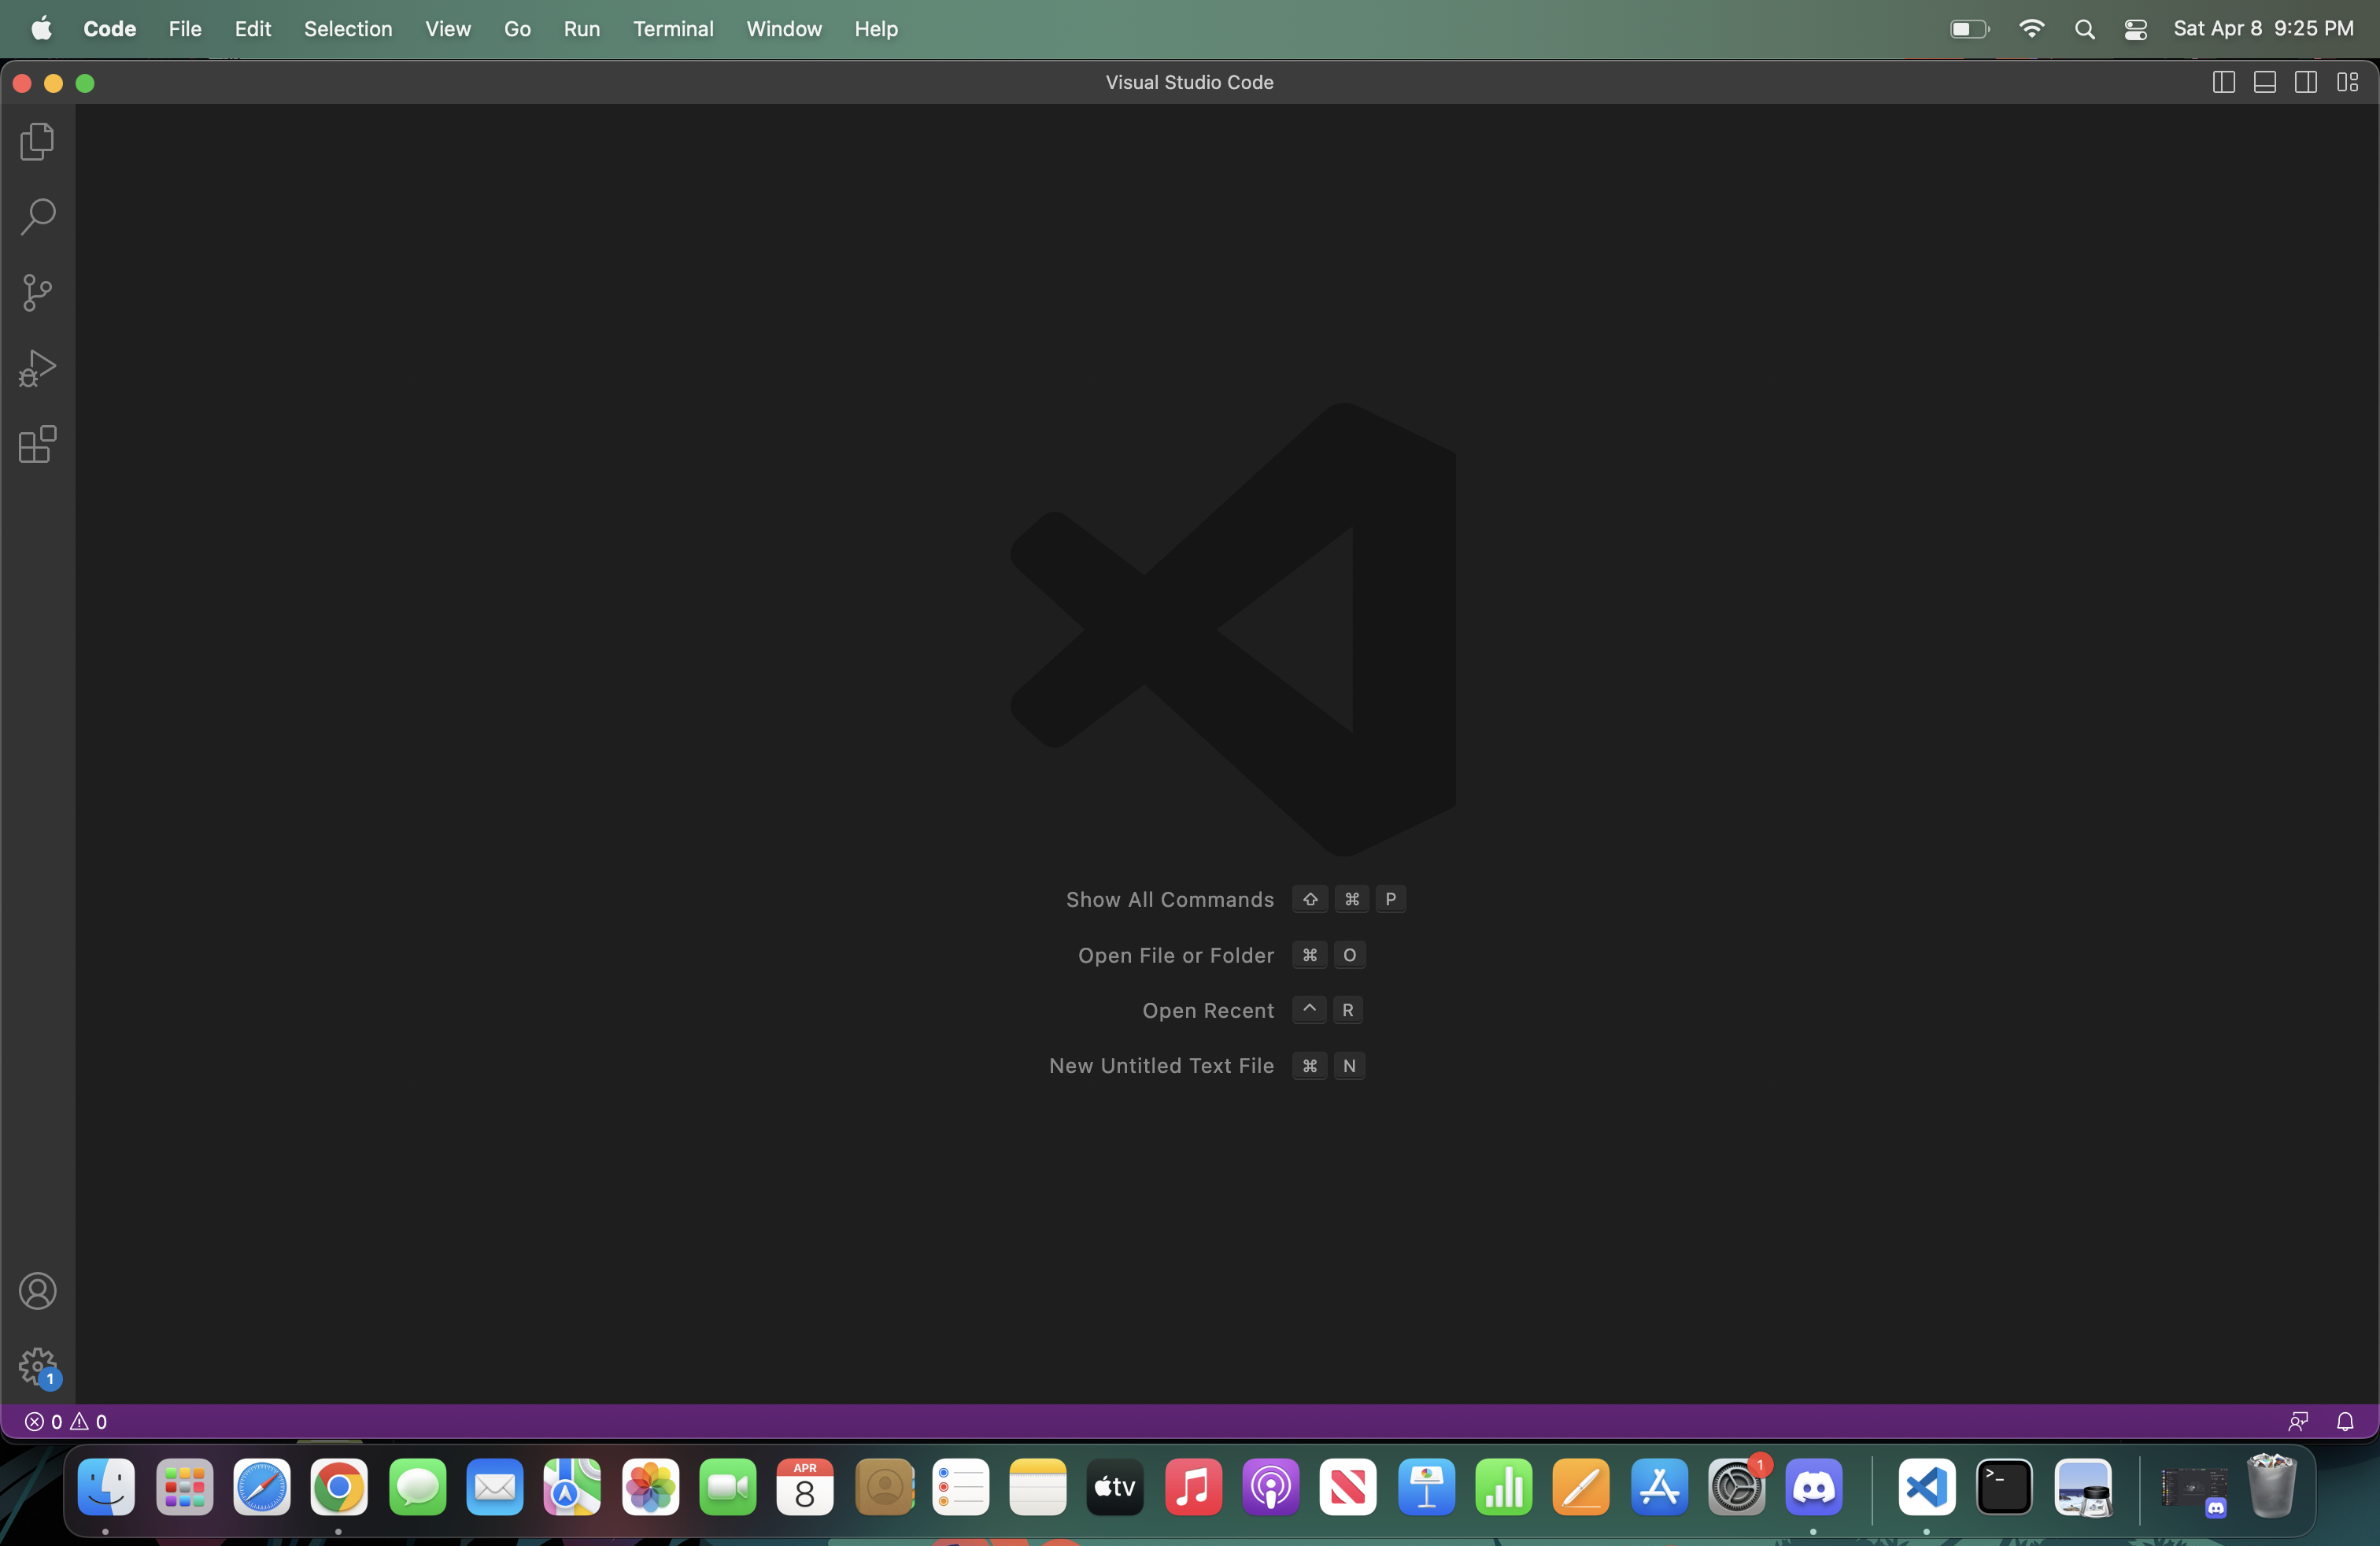 Code File Edit Selection View Go Run Terminal Window Help Sat Apr 8 9:25 PM
Visual Studio Code
Show All Commands ⇧ ⌘ P
Open File or Folder ⌘ O
Open Recent ^ R
New Untitled Text File ⌘ N
1
0 0
APR
8
tv
1
>_